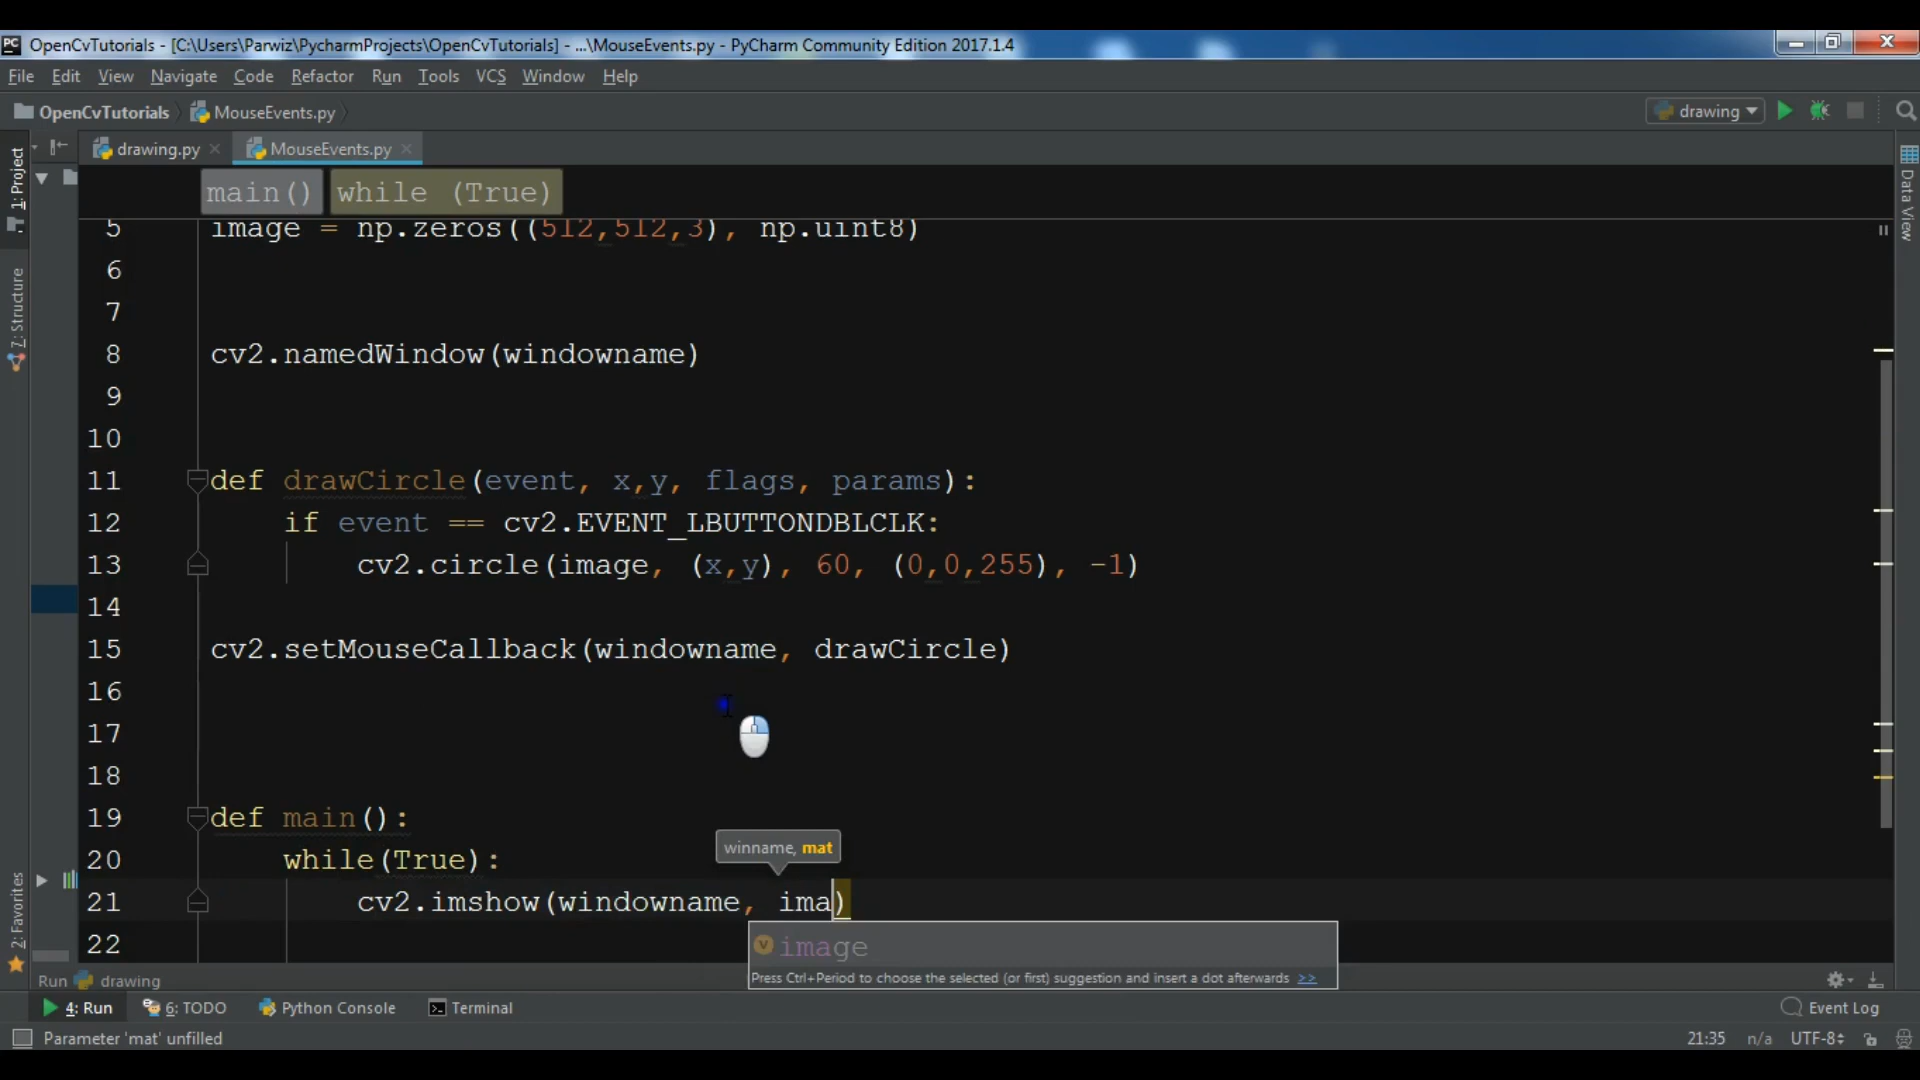 PC OpenCvTutorials - [C:\Users\Parwiz\PycharmProjects\OpenCvTutorials] - ...\MouseEvents.py - PyCharm Community Edition 2017.1.4
File Edit View Navigate Code Refactor Run Tools VCS Window Help
OpenCvTutorials MouseEvents.py drawing
drawing.py MouseEvents.py
1: Project
7: Structure
2: Favorites
Data View
main() while (True)
5 image = np.zeros((512,512,3), np.uint8)
6
7
8 cv2.namedWindow(windowname)
9
10
11 def drawCircle(event, x,y, flags, params):
12 if event == cv2.EVENT_LBUTTONDBLCLK:
13 cv2.circle(image, (x,y), 60, (0,0,255), -1)
14
15 cv2.setMouseCallback(windowname, drawCircle)
16
17
18
19 def main():
20 while(True):
winname, mat
21 cv2.imshow(windowname, ima)
22
v image
Press Ctrl+Period to choose the selected (or first) suggestion and insert a dot afterwards >>
Run drawing
4: Run 6: TODO Python Console Terminal Event Log
Parameter 'mat' unfilled 21:35 n/a UTF-8